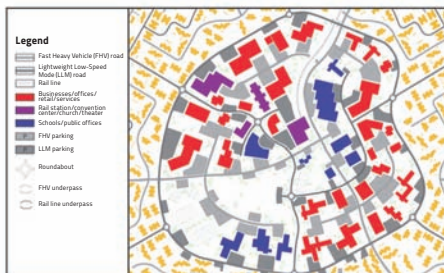 Legend
Fast Heavy Vehicle (FHV) road
Lightweight Low-Speed
Mode (LLM) road
Rail line
Businesses/offices/
retail/services
Rail station/convention
center/church/theater
Schools/public offices
FHV parking
LLM parking
Roundabout
FHV underpass
Rail line underpass